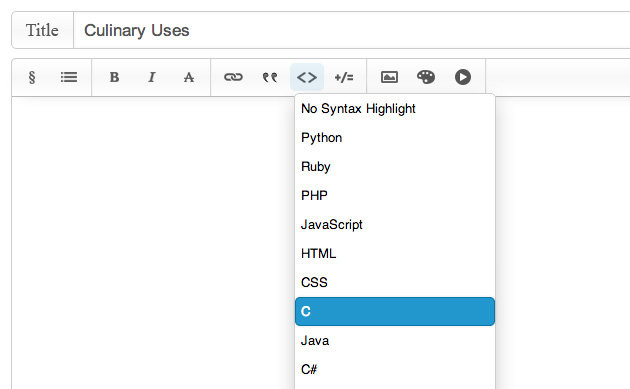 Title Culinary Uses
§ B I A +/=
No Syntax Highlight
Python
Ruby
PHP
JavaScript
HTML
CSS
C
Java
C#